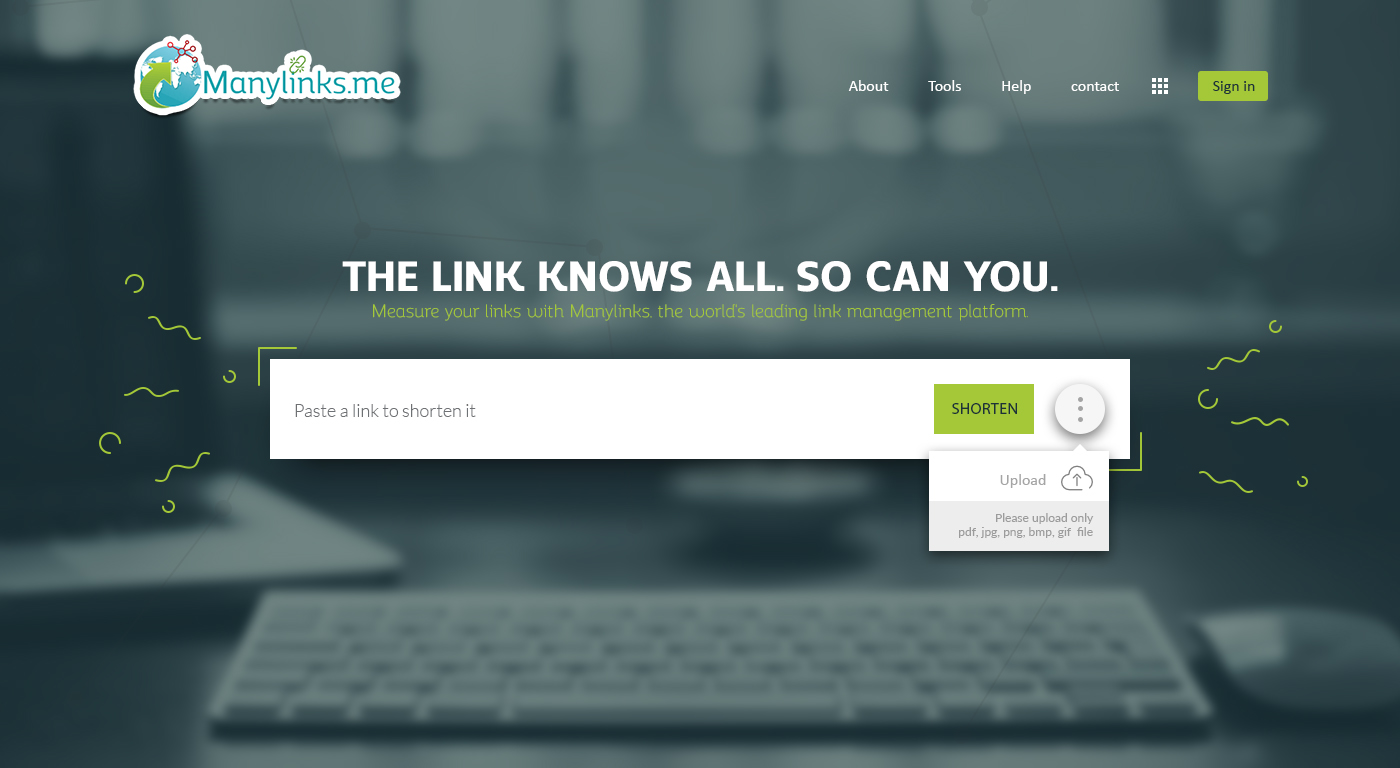 Manylinks.me
About
Tools
Help
contact
Sign in
THE LINK KNOWS ALL. SO CAN YOU.
Measure your links with Manylinks, the world's leading link management platform.
Paste a link to shorten it
SHORTEN
Upload
Please upload only
pdf, jpg, png, bmp, gif file